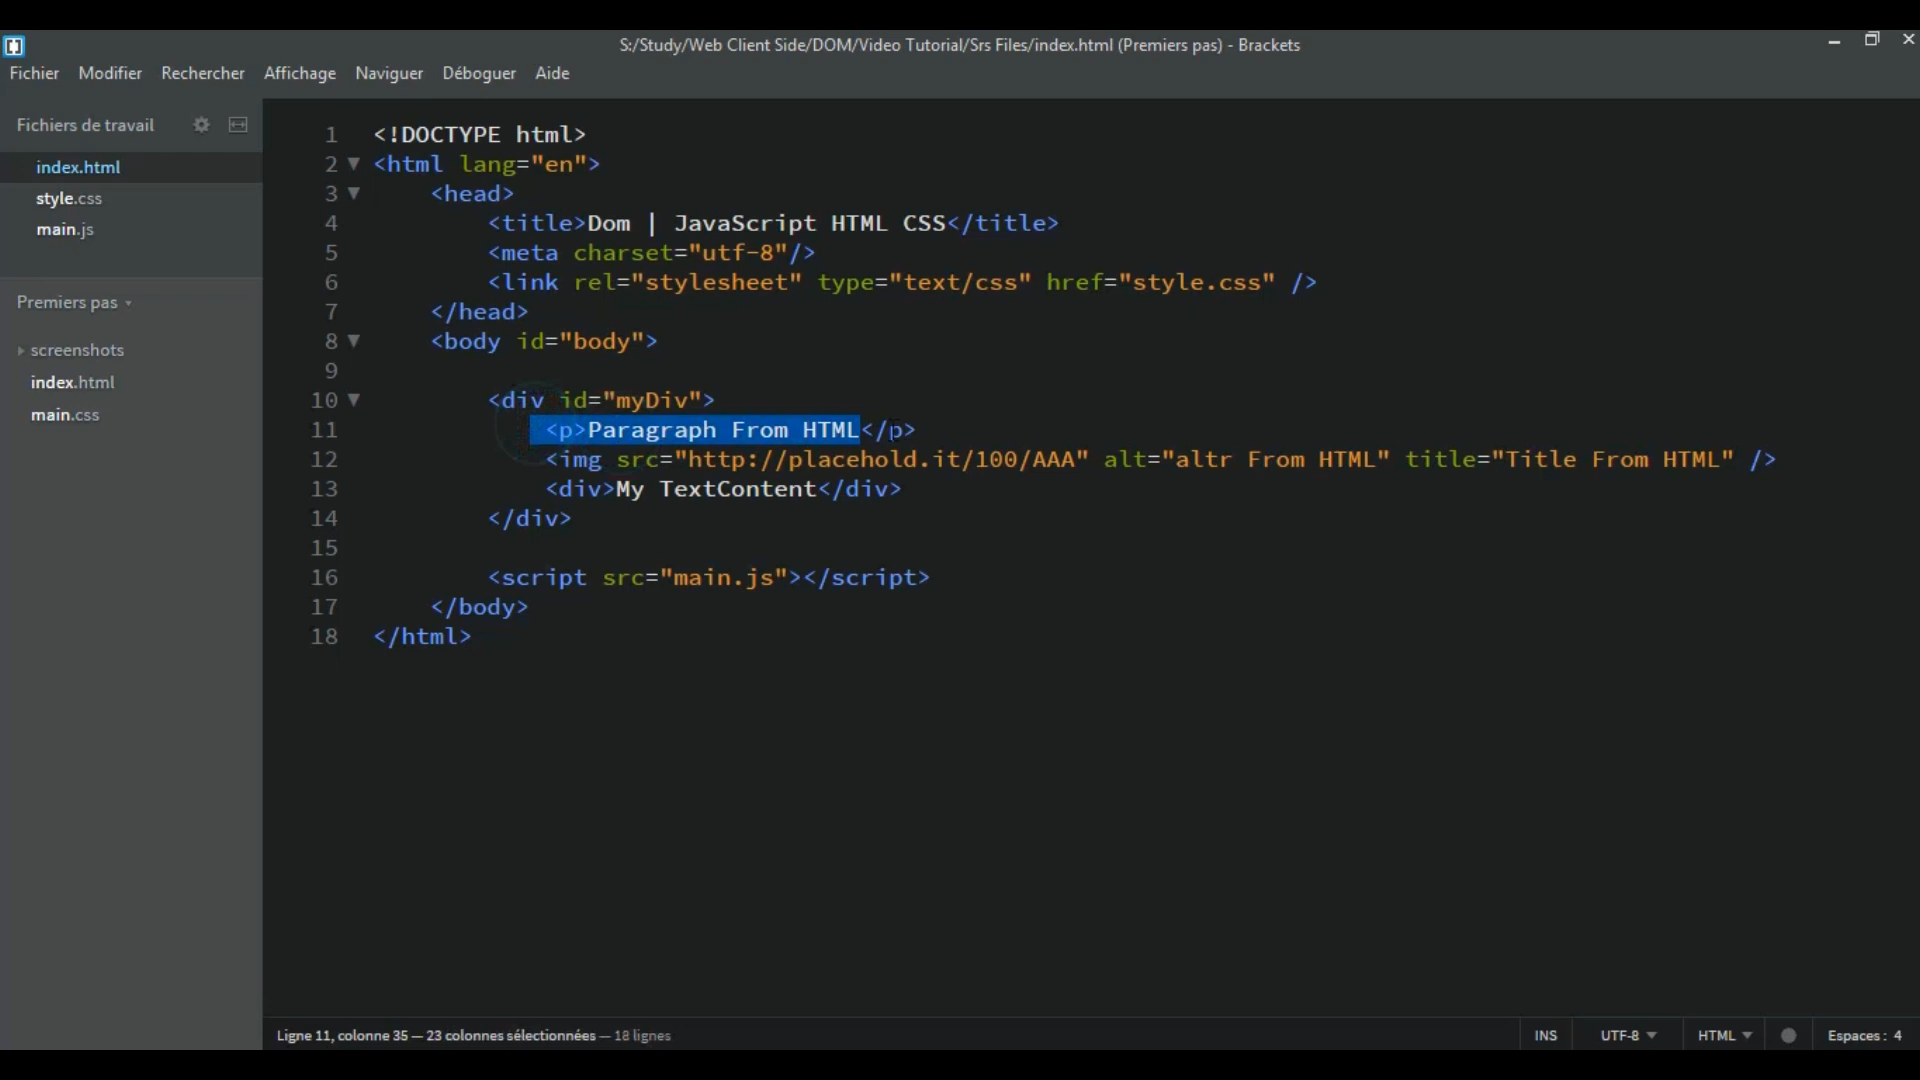 S:/Study/Web Client Side/DOM/Video Tutorial/Srs Files/index.html (Premiers pas) - Brackets
Fichier Modifier Rechercher Affichage Naviguer Déboguer Aide
Fichiers de travail
index.html
style.css
main.js
Premiers pas
screenshots
index.html
main.css
1 <!DOCTYPE html>
2 <html lang="en">
3 <head>
4 <title>Dom | JavaScript HTML CSS</title>
5 <meta charset="utf-8"/>
6 <link rel="stylesheet" type="text/css" href="style.css" />
7 </head>
8 <body id="body">
9
10 <div id="myDiv">
11 <p>Paragraph From HTML</p>
12 <img src="http://placehold.it/100/AAA" alt="altr From HTML" title="Title From HTML" />
13 <div>My TextContent</div>
14 </div>
15
16 <script src="main.js"></script>
17 </body>
18 </html>
Ligne 11, colonne 35 — 23 colonnes sélectionnées — 18 lignes
INS UTF-8 HTML Espaces : 4